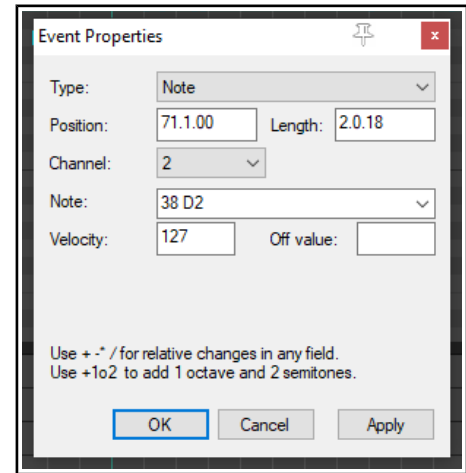 Event Properties
Type: Note
Position: 71.1.00 Length: 2.0.18
Channel: 2
Note: 38 D2
Velocity: 127 Off value:
Use + -* / for relative changes in any field.
Use +1o2 to add 1 octave and 2 semitones.
OK Cancel Apply